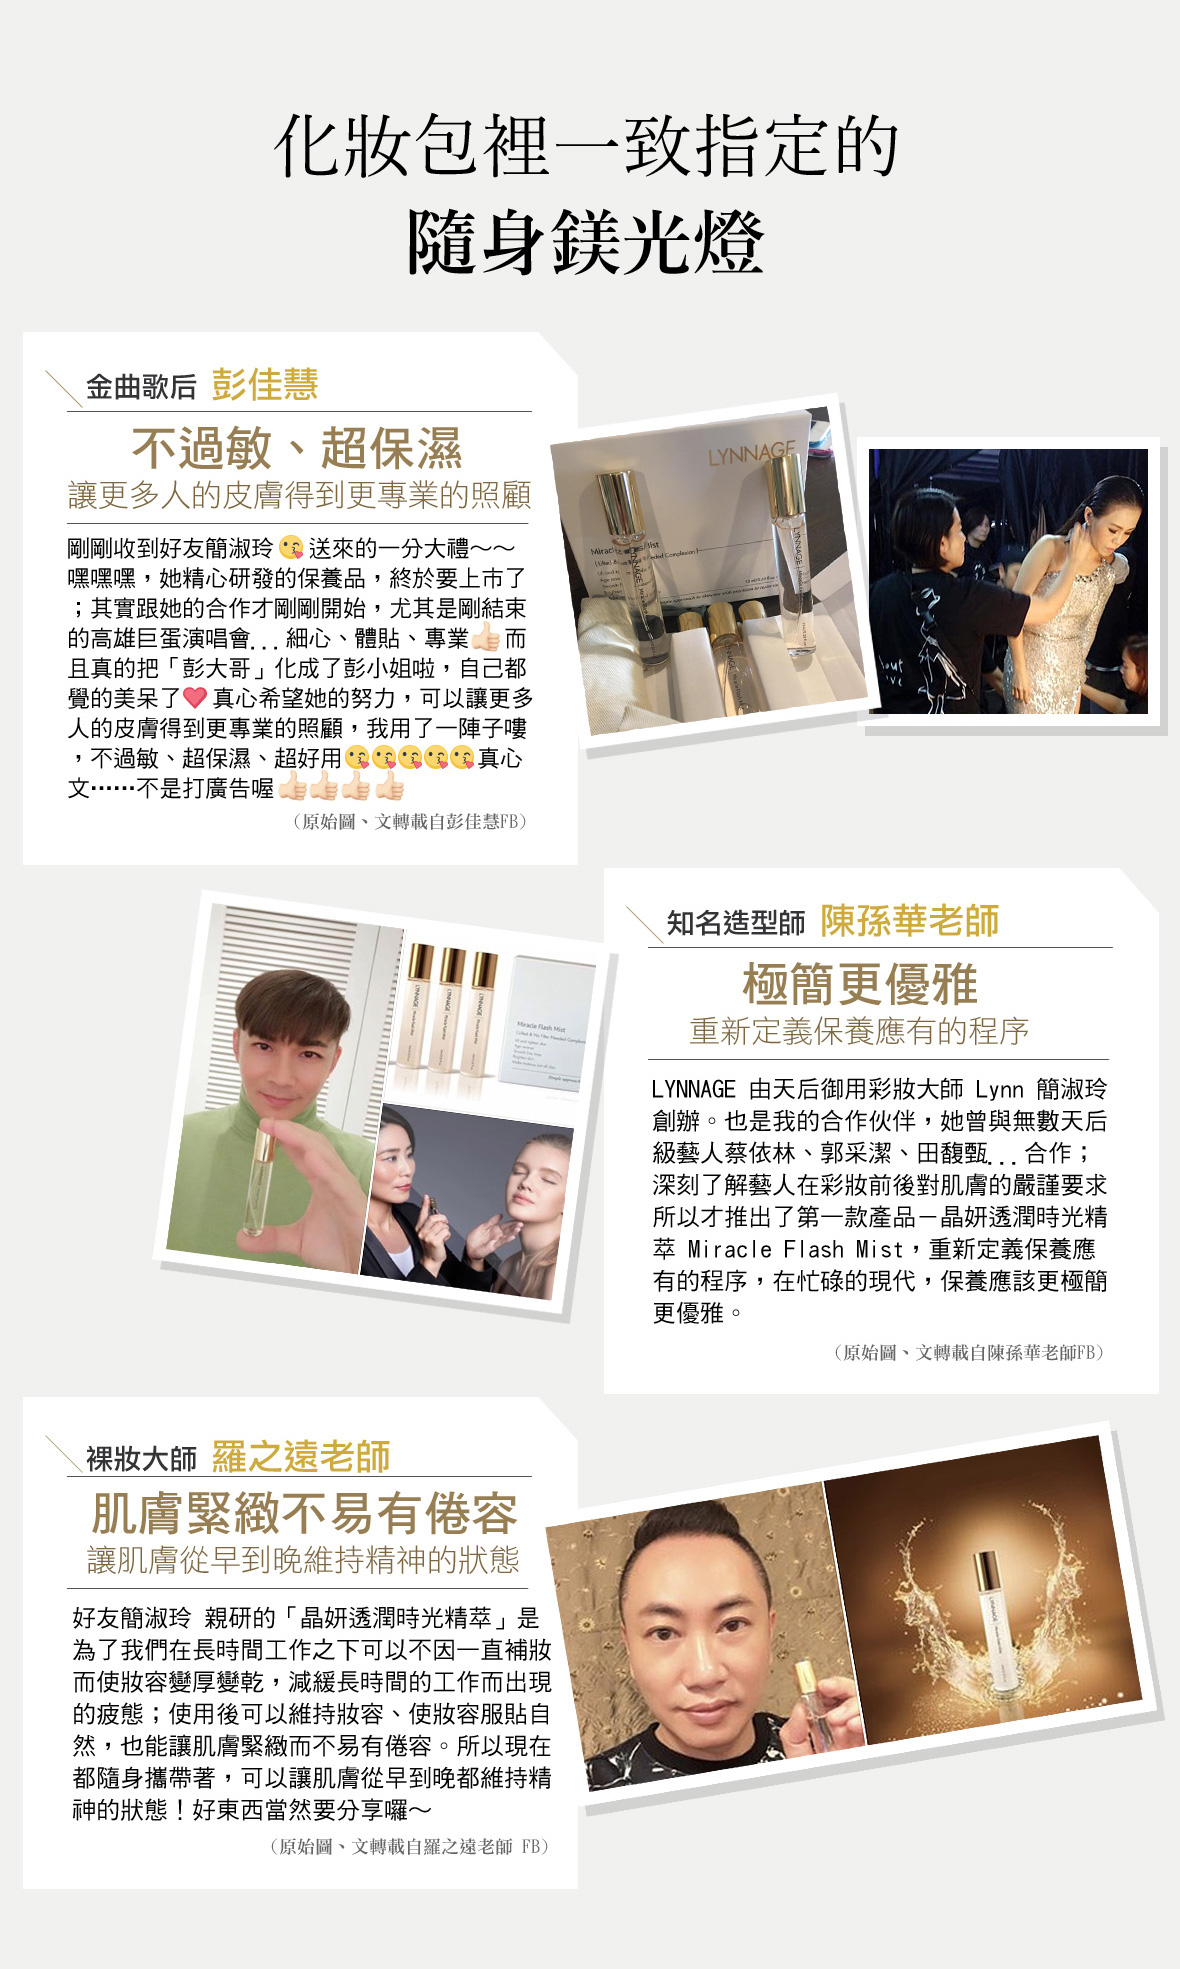 化妝包裡一致指定的
隨身鎂光燈
金曲歌后 彭佳慧
不過敏、超保濕
讓更多人的皮膚得到更專業的照顧
剛剛收到好友簡淑玲😘送來的一分大禮～～
嘿嘿嘿，她精心研發的保養品，終於要上市了
；其實跟她的合作才剛剛開始，尤其是剛結束
的高雄巨蛋演唱會...細心、體貼、專業👍🏻而
且真的把「彭大哥」化成了彭小姐啦，自己都
覺的美呆了❤️真心希望她的努力，可以讓更多
人的皮膚得到更專業的照顧，我用了一陣子嘍
，不過敏、超保濕、超好用😘😘😘😘😘真心
文⋯⋯不是打廣告喔👍🏻👍🏻👍🏻👍🏻
（原始圖、文轉載自彭佳慧FB）
LYNNAGE
知名造型師 陳孫華老師
極簡更優雅
重新定義保養應有的程序
LYNNAGE 由天后御用彩妝大師 Lynn 簡淑玲
創辦。也是我的合作伙伴，她曾與無數天后
級藝人蔡依林、郭采潔、田馥甄...合作；
深刻了解藝人在彩妝前後對肌膚的嚴謹要求
所以才推出了第一款產品－晶妍透潤時光精
萃 Miracle Flash Mist，重新定義保養應
有的程序，在忙碌的現代，保養應該更極簡
更優雅。
（原始圖、文轉載自陳孫華老師FB）
LYNNAGE
LYNNAGE
LYNNAGE
Miracle Flash Mist
裸妝大師 羅之遠老師
肌膚緊緻不易有倦容
讓肌膚從早到晚維持精神的狀態
好友簡淑玲 親研的「晶妍透潤時光精萃」是
為了我們在長時間工作之下可以不因一直補妝
而使妝容變厚變乾，減緩長時間的工作而出現
的疲態；使用後可以維持妝容、使妝容服貼自
然，也能讓肌膚緊緻而不易有倦容。所以現在
都隨身攜帶著，可以讓肌膚從早到晚都維持精
神的狀態！好東西當然要分享囉～
（原始圖、文轉載自羅之遠老師 FB）
LYNNAGE